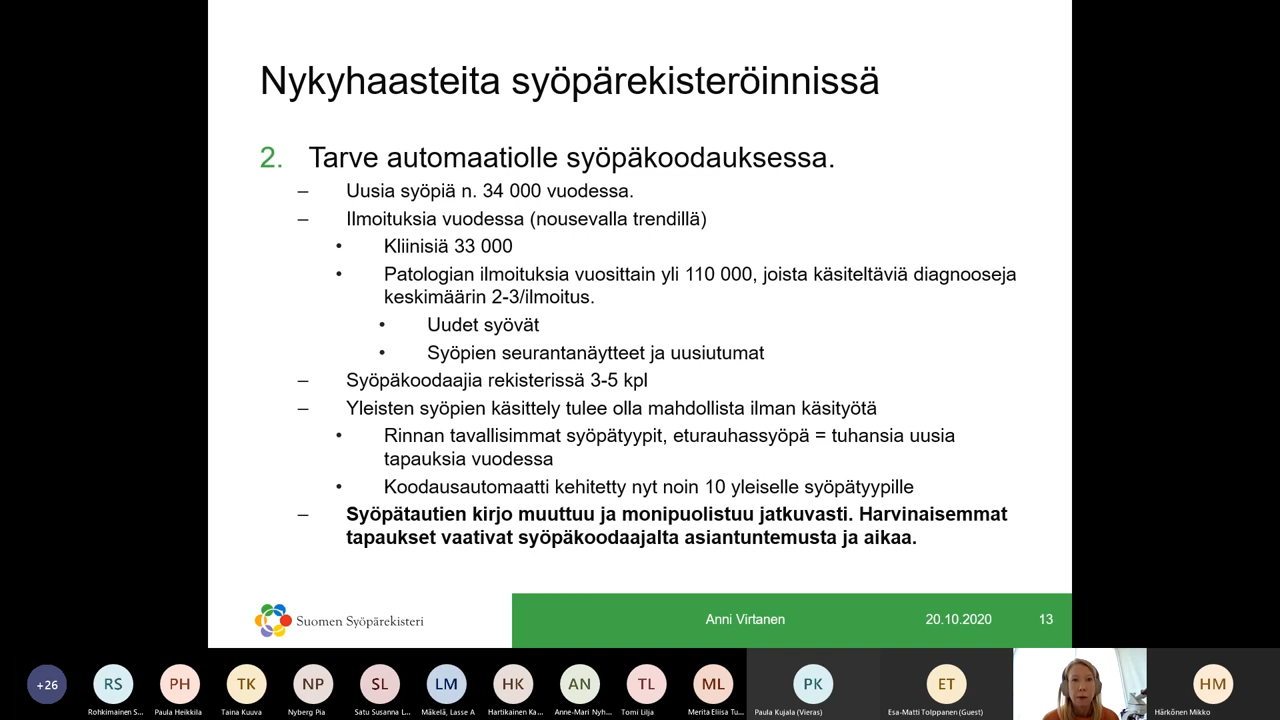 Nykyhaasteita syöpärekisteröinnissä
2. Tarve automaatiolle syöpäkoodauksessa.
– Uusia syöpiä n. 34 000 vuodessa.
– Ilmoituksia vuodessa (nousevalla trendillä)
• Kliinisiä 33 000
• Patologian ilmoituksia vuosittain yli 110 000, joista käsiteltäviä diagnooseja
keskimäärin 2-3/ilmoitus.
• Uudet syövät
• Syöpien seurantanäytteet ja uusiutumat
– Syöpäkoodaajia rekisterissä 3-5 kpl
– Yleisten syöpien käsittely tulee olla mahdollista ilman käsityötä
• Rinnan tavallisimmat syöpätyypit, eturauhassyöpä = tuhansia uusia
tapauksia vuodessa
• Koodausautomaatti kehitetty nyt noin 10 yleiselle syöpätyypille
– Syöpätautien kirjo muuttuu ja monipuolistuu jatkuvasti. Harvinaisemmat
tapaukset vaativat syöpäkoodaajalta asiantuntemusta ja aikaa.
Suomen Syöpärekisteri
Anni Virtanen 20.10.2020 13
+26 RS PH TK NP SL LM HK AN TL ML PK ET HM
Rohkimainen S... Paula Heikkila Taina Kuuva Nyberg Pia Satu Susanna L... Mäkelä, Lasse A Hartikainen Ka... Anne-Mari Nyh... Tomi Lilja Merita Eliisa Tu... Paula Kujala (Vieras) Esa-Matti Tolppanen (Guest) Härkönen Mikko